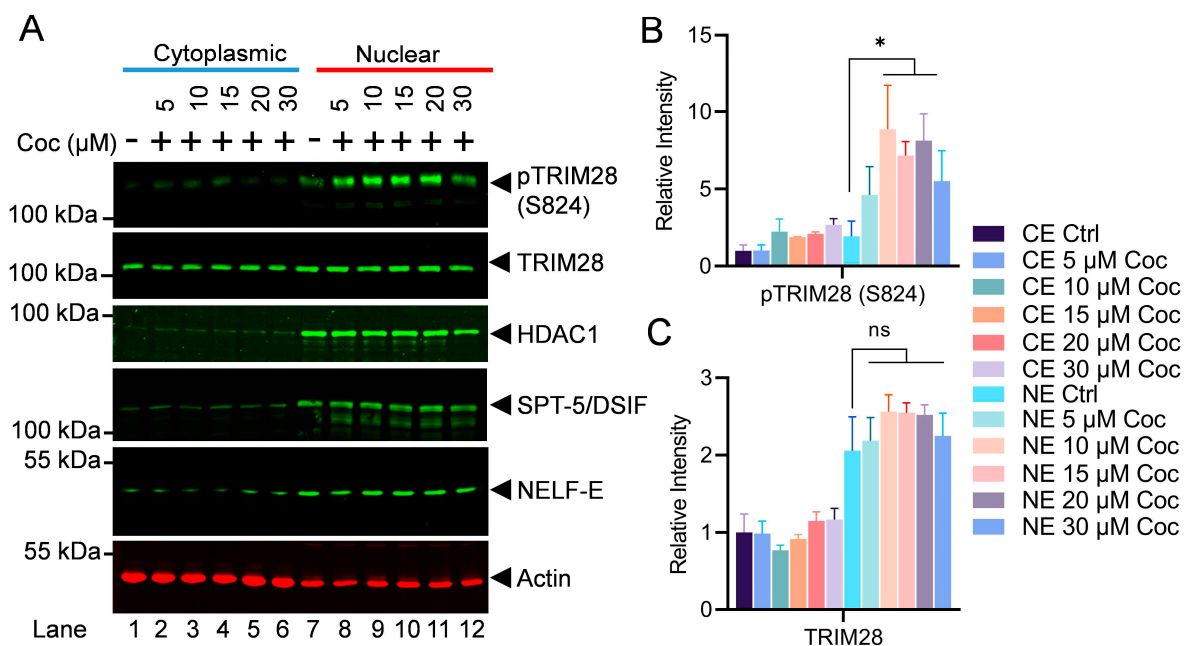 A
Cytoplasmic
Nuclear
5 10 15 20 30 5 10 15 20 30
Coc (µM) - + + + + + - + + + + +
pTRIM28
(S824)
100 kDa
TRIM28
100 kDa
100 kDa
HDAC1
SPT-5/DSIF
100 kDa
55 kDa
NELF-E
55 kDa
Actin
Lane 1 2 3 4 5 6 7 8 9 10 11 12
B
Relative Intensity
15
10
5
0
*
pTRIM28 (S824)
C
Relative Intensity
3
2
1
0
ns
TRIM28
CE Ctrl
CE 5 µM Coc
CE 10 µM Coc
CE 15 µM Coc
CE 20 µM Coc
CE 30 µM Coc
NE Ctrl
NE 5 µM Coc
NE 10 µM Coc
NE 15 µM Coc
NE 20 µM Coc
NE 30 µM Coc